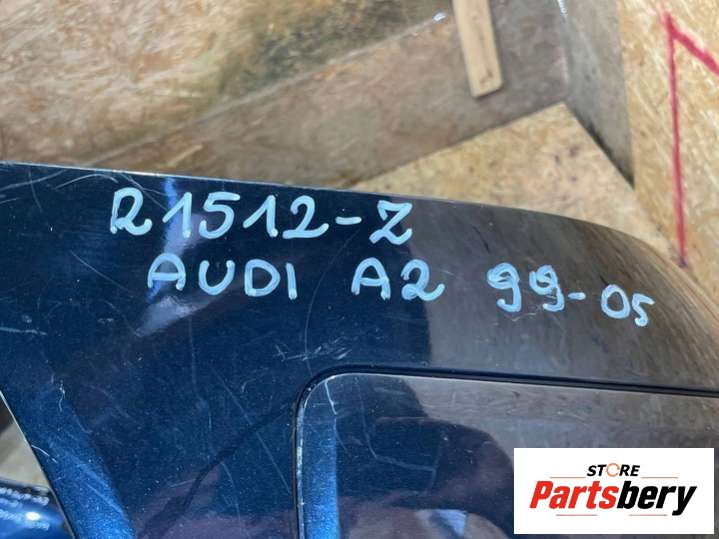 R1512-Z
AUDI A2 99-05
STORE
Partsbery